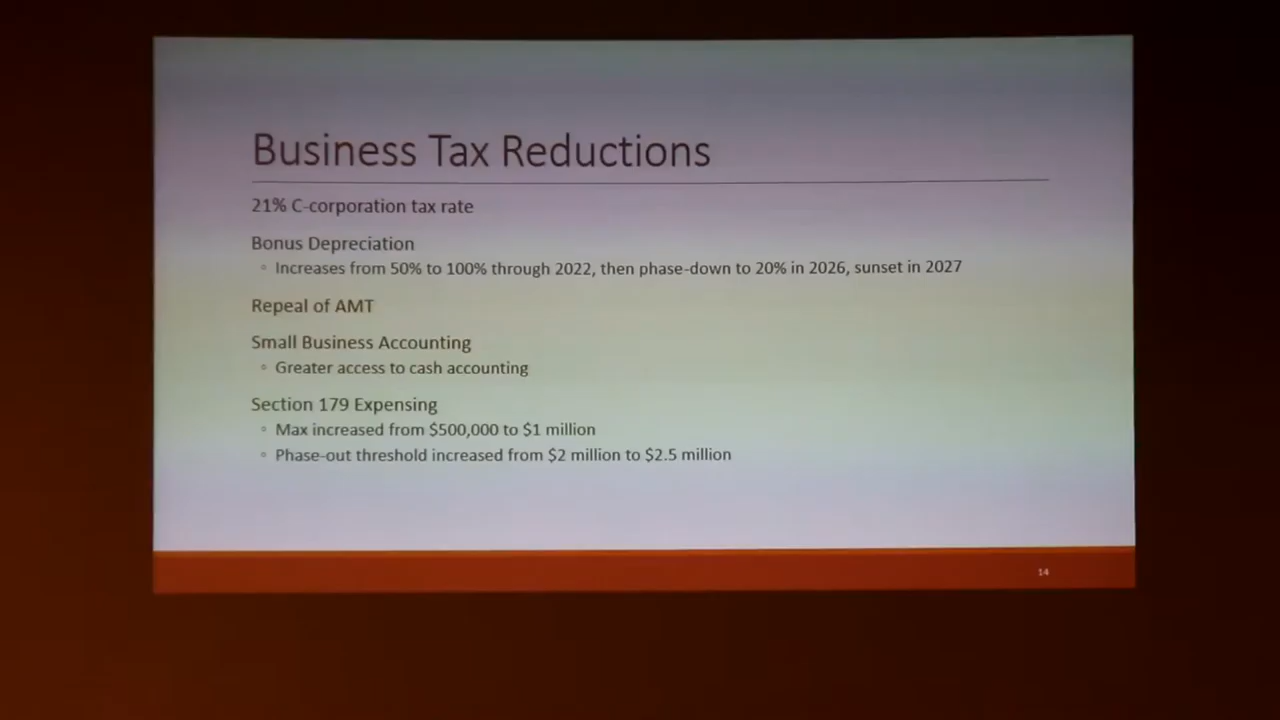 Business Tax Reductions
21% C-corporation tax rate
Bonus Depreciation
◦ Increases from 50% to 100% through 2022, then phase-down to 20% in 2026, sunset in 2027
Repeal of AMT
Small Business Accounting
◦ Greater access to cash accounting
Section 179 Expensing
◦ Max increased from $500,000 to $1 million
◦ Phase-out threshold increased from $2 million to $2.5 million
14